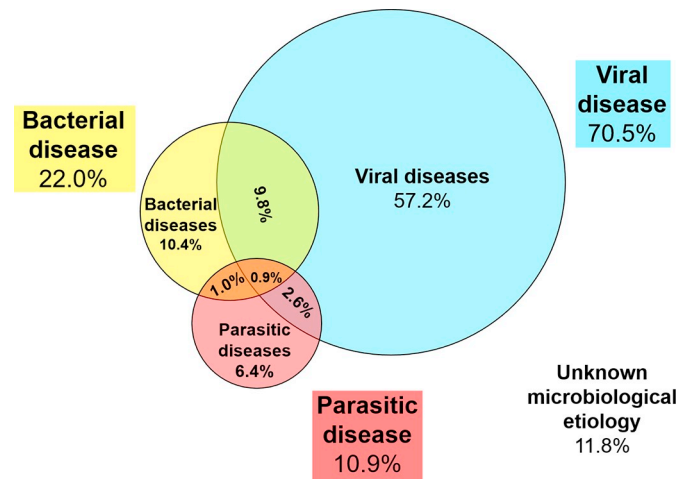 Viral
disease
70.5%
Bacterial
disease
22.0%
Viral diseases
57.2%
9.8%
Bacterial
diseases
10.4%
1.0%
0.9%
2.6%
Parasitic
diseases
6.4%
Unknown
microbiological
etiology
11.8%
Parasitic
disease
10.9%